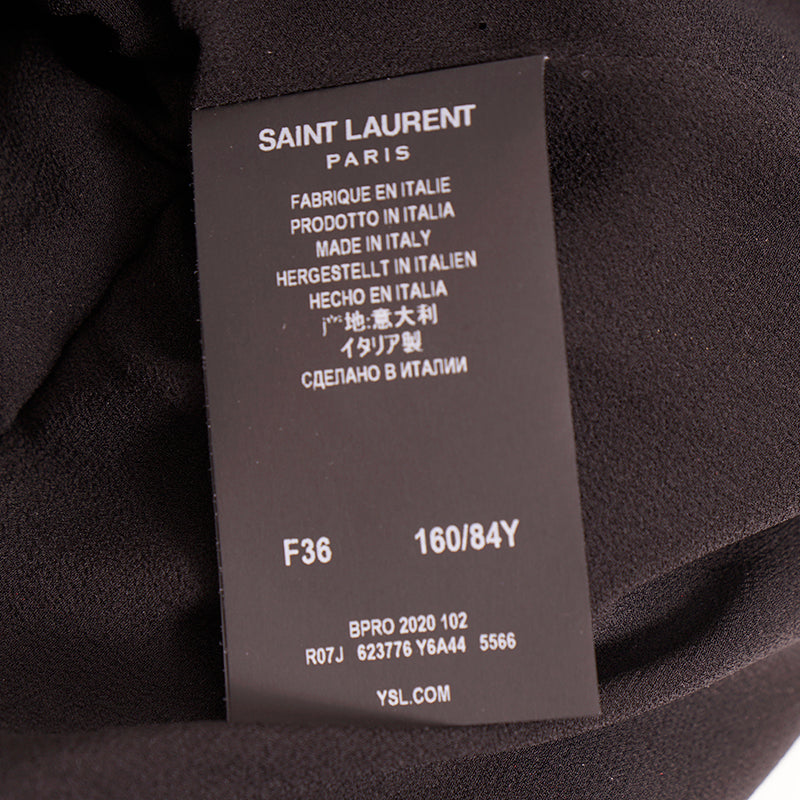 SAINT LAURENT
PARIS
FABRIQUE EN ITALIE
PRODOTTO IN ITALIA
MADE IN ITALY
HERGESTELLT IN ITALIEN
HECHO EN ITALIA
地:意大利
イタリア製
СДЕЛАНО В ИТАЛИИ
F36 160/84Y
BPRO 2020 102
R07J 623776 Y6A44 5566
YSL.COM